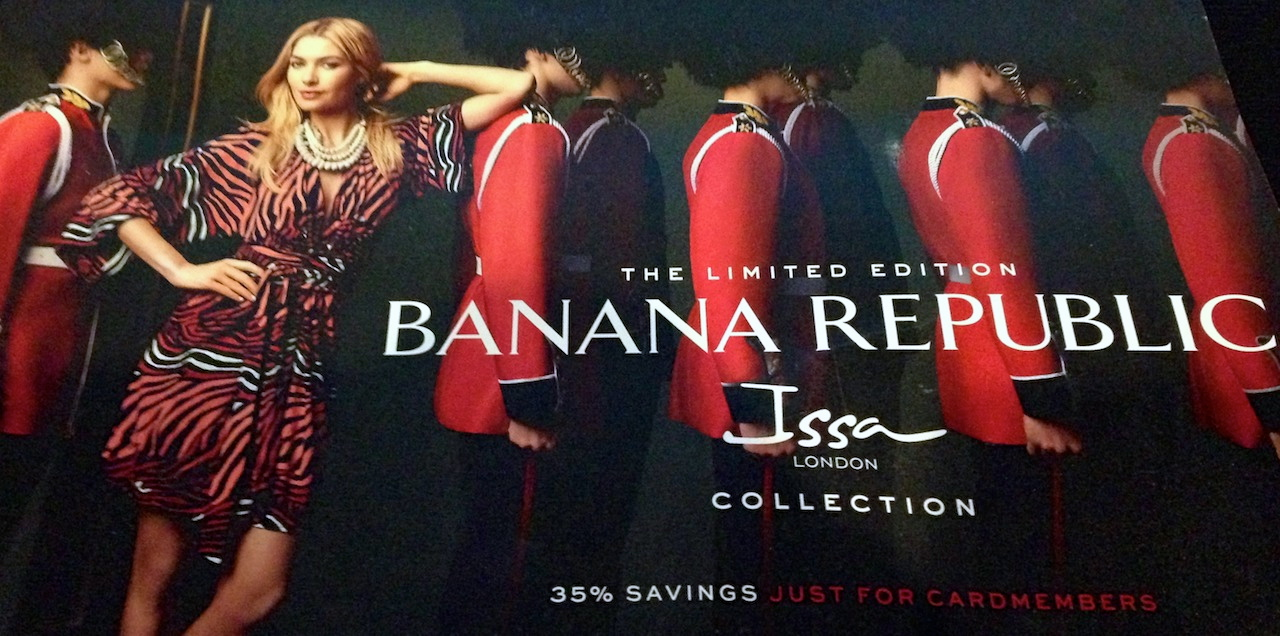 THE LIMITED EDITION
BANANA REPUBLIC
Issa
LONDON
COLLECTION
35% SAVINGS JUST FOR CARDMEMBERS